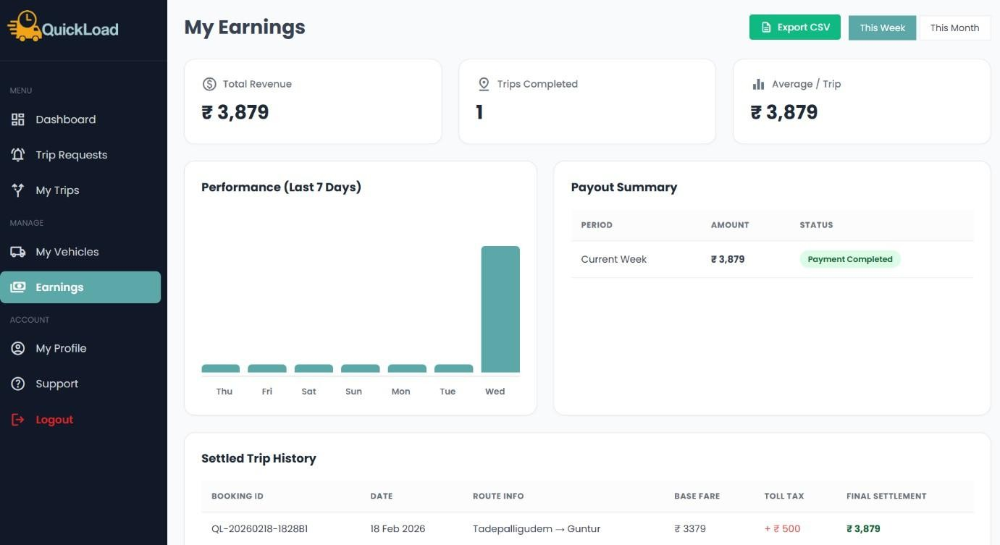 QuickLoad
My Earnings
Export CSV
This Week
This Month
MENU
Dashboard
Trip Requests
My Trips
MANAGE
My Vehicles
Earnings
ACCOUNT
My Profile
Support
Logout
Total Revenue
₹ 3,879
Trips Completed
1
Average / Trip
₹ 3,879
Performance (Last 7 Days)
Thu Fri Sat Sun Mon Tue Wed
Payout Summary
PERIOD AMOUNT STATUS
Current Week ₹ 3,879 Payment Completed
Settled Trip History
BOOKING ID DATE ROUTE INFO BASE FARE TOLL TAX FINAL SETTLEMENT
QL-20260218-1828B1 18 Feb 2026 Tadepalligudem → Guntur ₹ 3379 + ₹ 500 ₹ 3,879